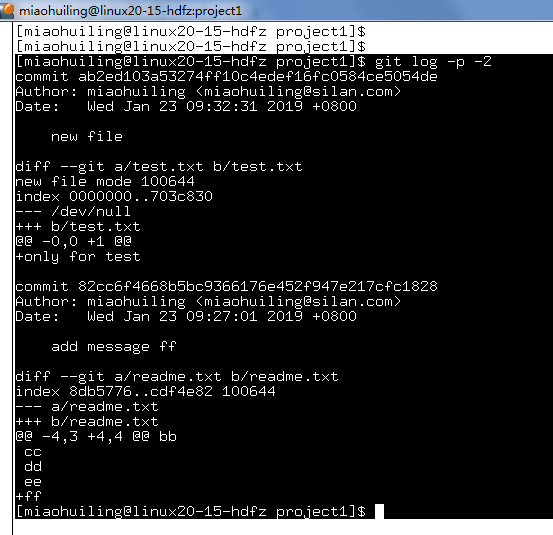 miaohuiling@linux20-15-hdfz:project1
[miaohuiling@linux20-15-hdfz project1]$
[miaohuiling@linux20-15-hdfz project1]$
[miaohuiling@linux20-15-hdfz project1]$ git log -p -2
commit ab2ed103a53274ff10c4edef16fc0584ce5054de
Author: miaohuiling <miaohuiling@silan.com>
Date:   Wed Jan 23 09:32:31 2019 +0800

    new file

diff --git a/test.txt b/test.txt
new file mode 100644
index 0000000..703c830
--- /dev/null
+++ b/test.txt
@@ -0,0 +1 @@
+only for test

commit 82cc6f4668b5bc9366176e452f947e217cfc1828
Author: miaohuiling <miaohuiling@silan.com>
Date:   Wed Jan 23 09:27:01 2019 +0800

    add message ff

diff --git a/readme.txt b/readme.txt
index 8db5776..cdf4e82 100644
--- a/readme.txt
+++ b/readme.txt
@@ -4,3 +4,4 @@ bb
 cc
 dd
 ee
+ff
[miaohuiling@linux20-15-hdfz project1]$